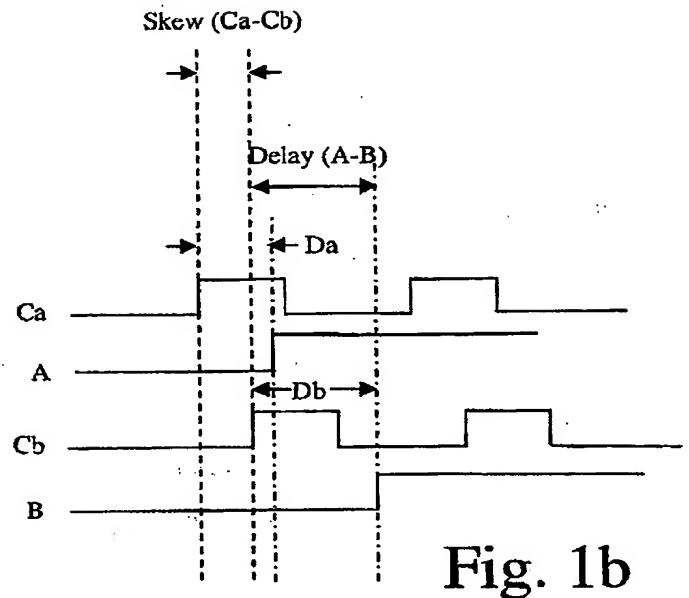 Skew (Ca-Cb)
Delay (A-B)
Da
Ca
A
Db
Cb
B
Fig. 1b